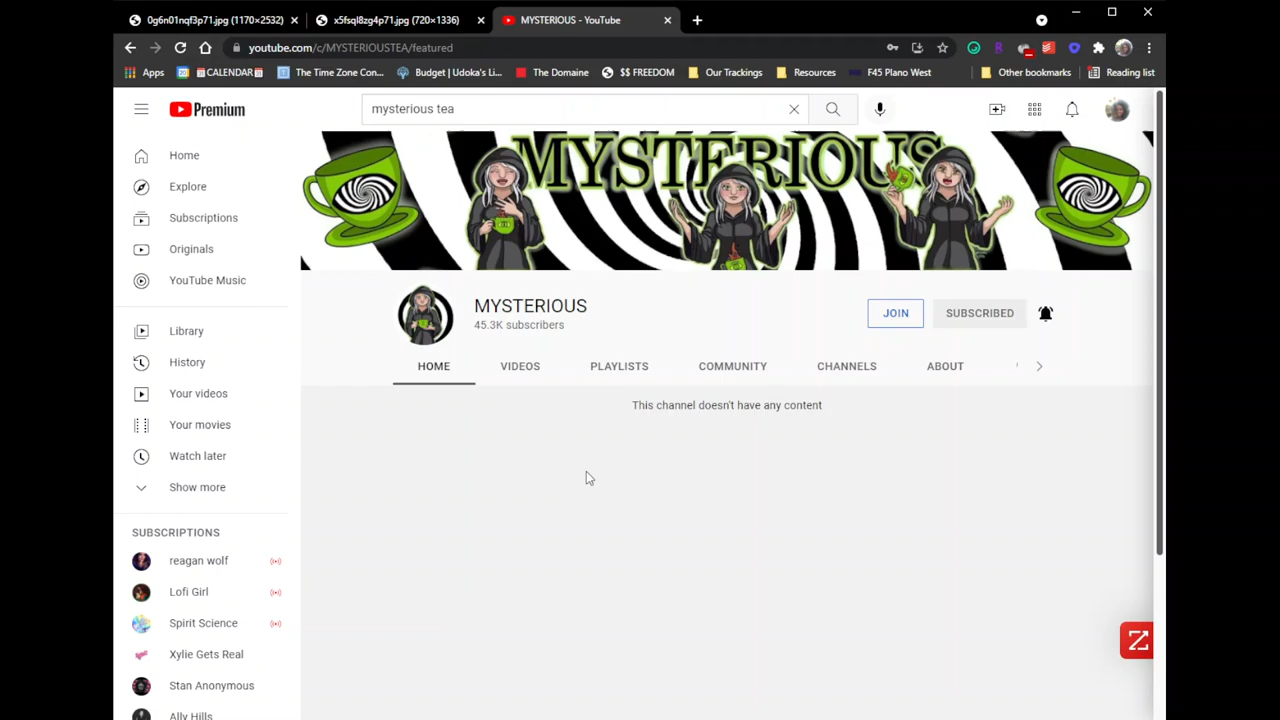 0g6n01nqf3p71.jpg (1170×2532)
x5fsql8zg4p71.jpg (720×1336)
MYSTERIOUS - YouTube
youtube.com/c/MYSTERIOUSTEA/featured
Apps
CALENDAR
The Time Zone Con...
Budget | Udoka's Li...
The Domaine
$$ FREEDOM
Our Trackings
Resources
F45 Plano West
Other bookmarks
Reading list
Premium
mysterious tea
MYSTERIOUS
Home
Explore
Subscriptions
Originals
YouTube Music
Library
History
Your videos
Your movies
Watch later
Show more
SUBSCRIPTIONS
reagan wolf
Lofi Girl
Spirit Science
Xylie Gets Real
Stan Anonymous
Ally Hills
MYSTERIOUS
45.3K subscribers
JOIN
SUBSCRIBED
HOME
VIDEOS
PLAYLISTS
COMMUNITY
CHANNELS
ABOUT
This channel doesn't have any content